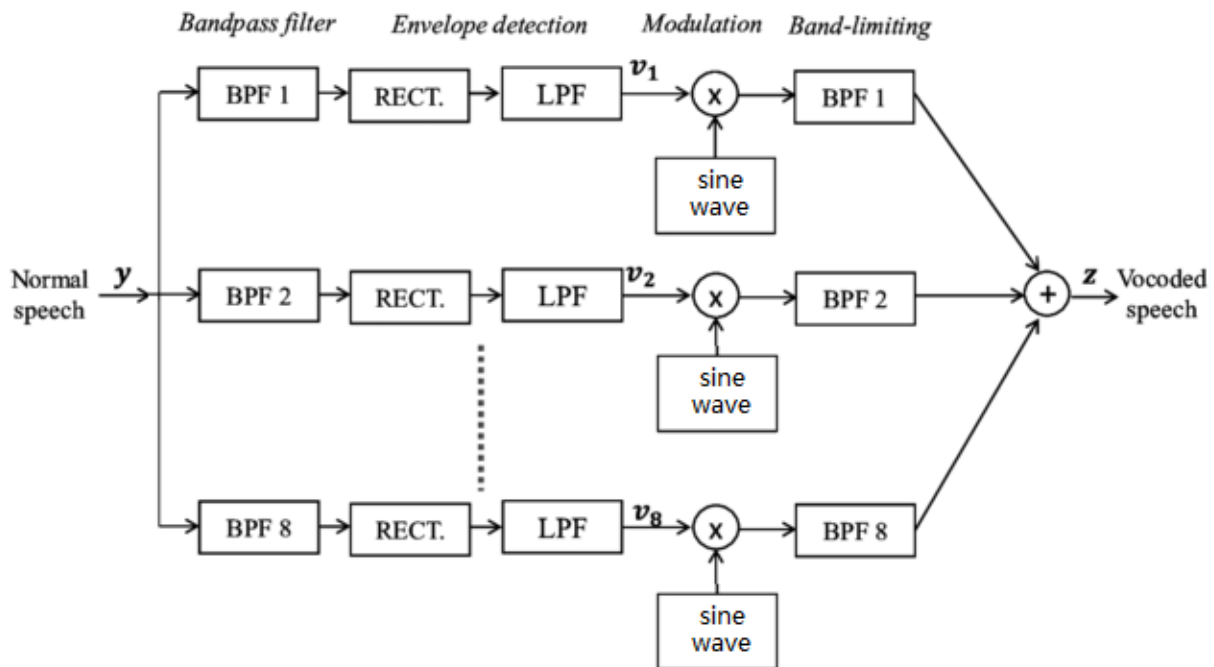 Bandpass filter Envelope detection Modulation Band-limiting
BPF 1 RECT. LPF v₁ x BPF 1
sine
wave
Normal
speech
y BPF 2 RECT. LPF v₂ x BPF 2 + z Vocoded
speech
sine
wave
BPF 8 RECT. LPF v₈ x BPF 8
sine
wave